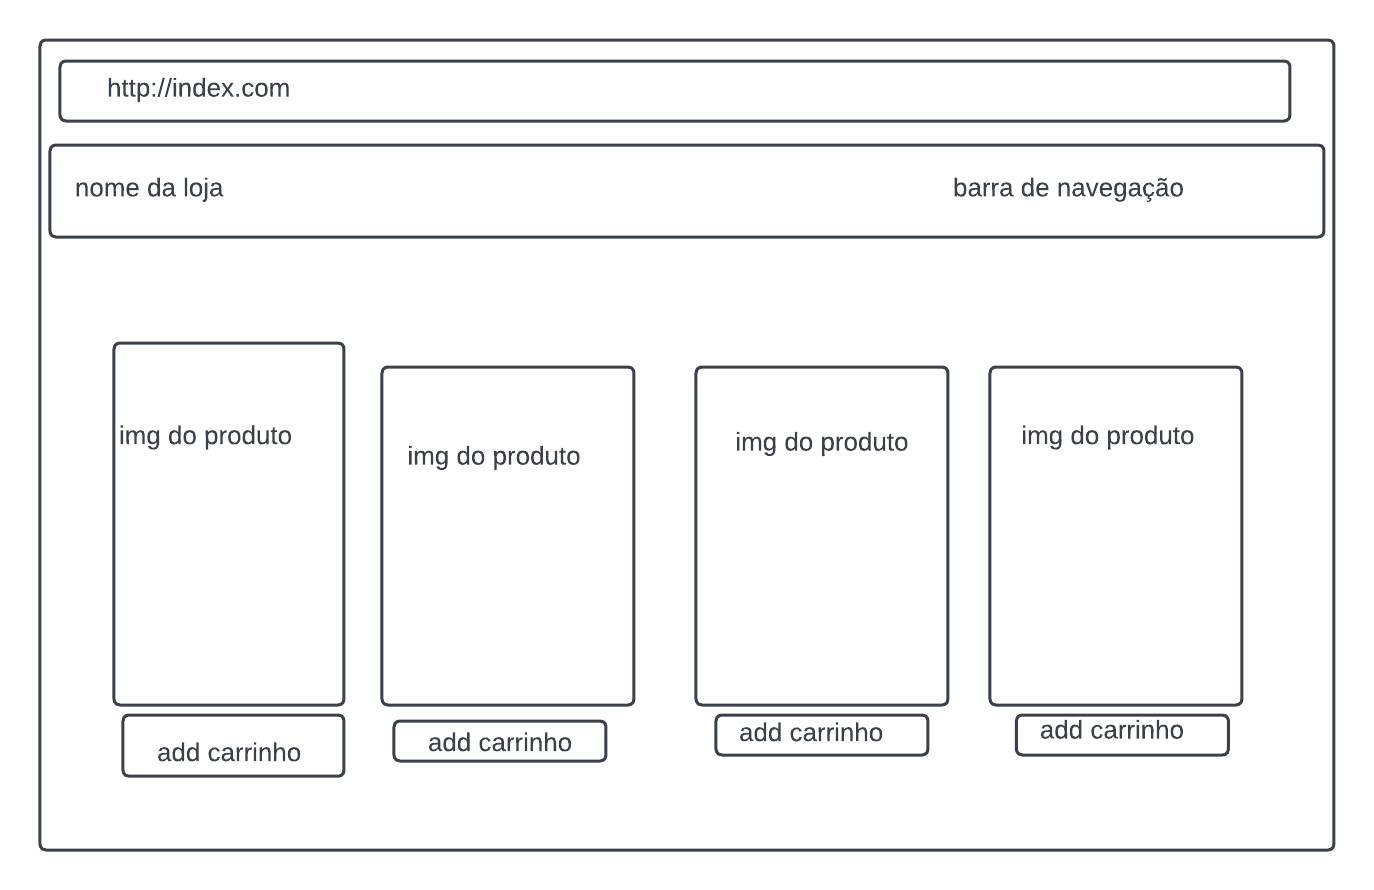 http://index.com
nome da loja
barra de navegação
img do produto
img do produto
img do produto
img do produto
add carrinho
add carrinho
add carrinho
add carrinho